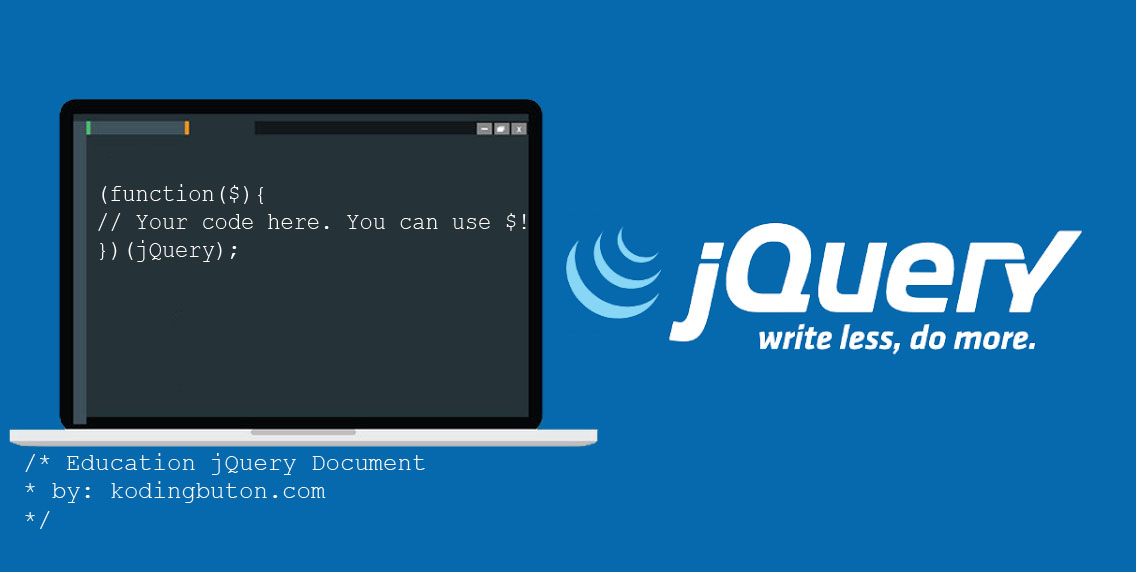 (function($){
// Your code here. You can use $!
})(jQuery);
jQuery
write less, do more.
/* Education jQuery Document
* by: kodingbuton.com
*/